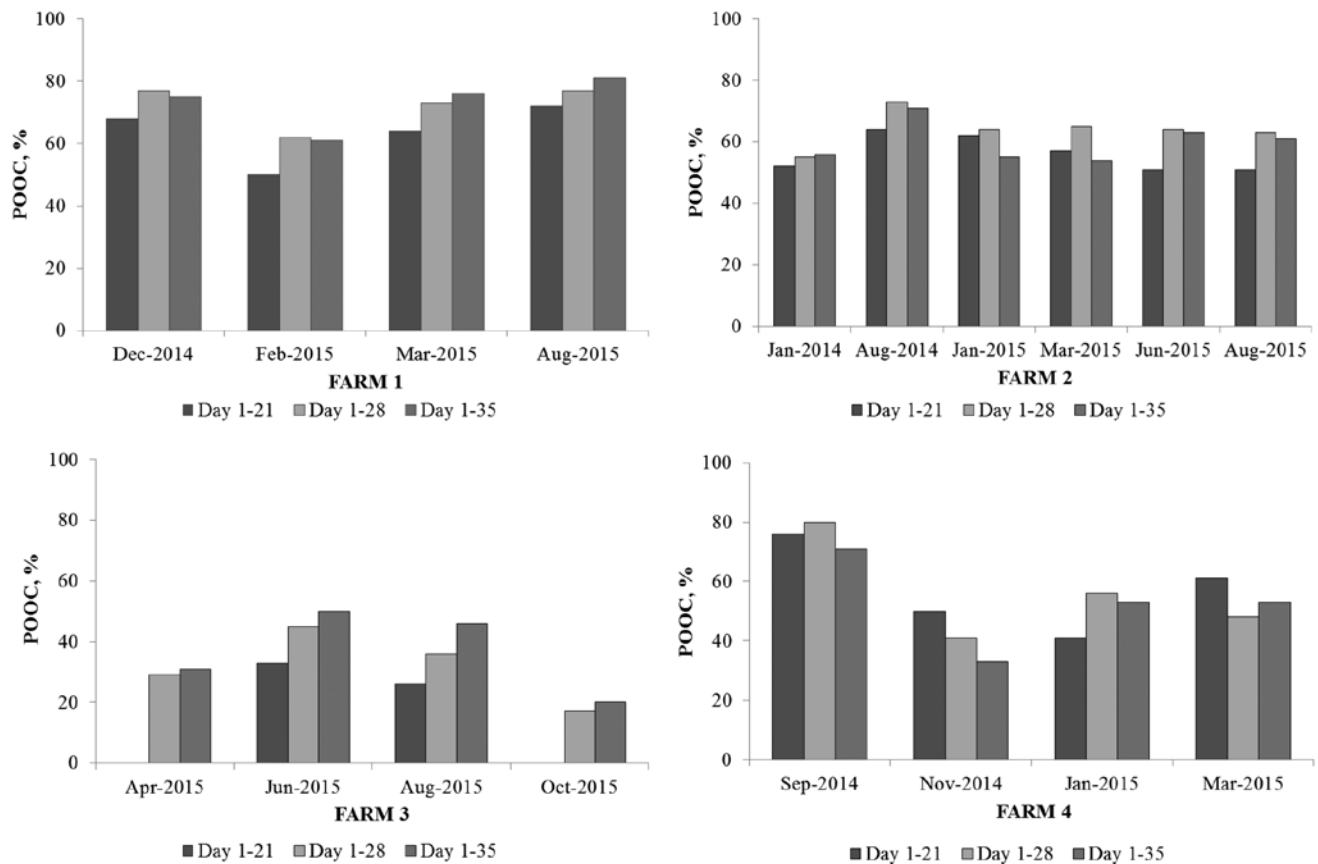 100
80
60
40
20
0
POOC, %
Dec-2014 Feb-2015 Mar-2015 Aug-2015
FARM 1
Day 1-21 Day 1-28 Day 1-35
100
80
60
40
20
0
POOC, %
Jan-2014 Aug-2014 Jan-2015 Mar-2015 Jun-2015 Aug-2015
FARM 2
Day 1-21 Day 1-28 Day 1-35
100
80
60
40
20
0
POOC, %
Apr-2015 Jun-2015 Aug-2015 Oct-2015
FARM 3
Day 1-21 Day 1-28 Day 1-35
100
80
60
40
20
0
POOC, %
Sep-2014 Nov-2014 Jan-2015 Mar-2015
FARM 4
Day 1-21 Day 1-28 Day 1-35